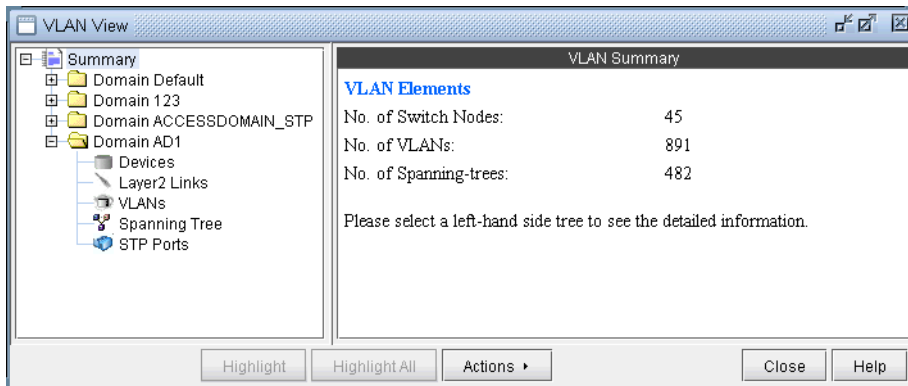 VLAN View
Summary
Domain Default
Domain 123
Domain ACCESSDOMAIN_STP
Domain AD1
Devices
Layer2 Links
VLANs
Spanning Tree
STP Ports
VLAN Summary
VLAN Elements
No. of Switch Nodes: 45
No. of VLANs: 891
No. of Spanning-trees: 482
Please select a left-hand side tree to see the detailed information.
Highlight Highlight All Actions Close Help